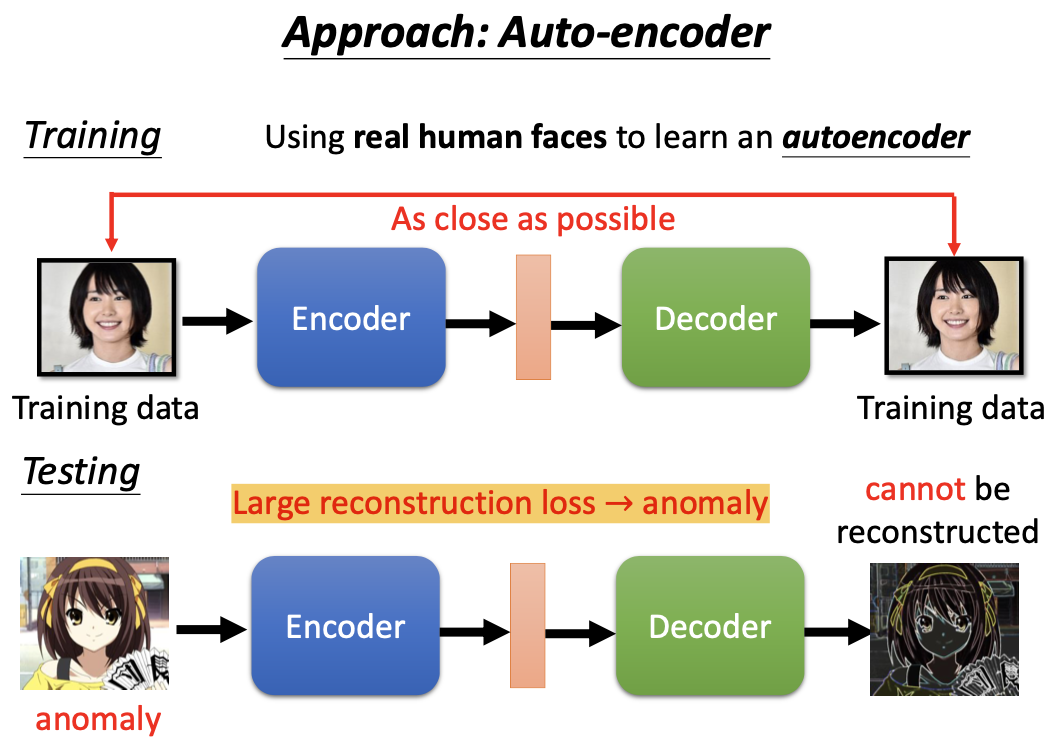 Approach: Auto-encoder
Training
Using real human faces to learn an autoencoder
As close as possible
Encoder
Decoder
Training data
Training data
Testing
Large reconstruction loss → anomaly
cannot be
reconstructed
Encoder
Decoder
anomaly